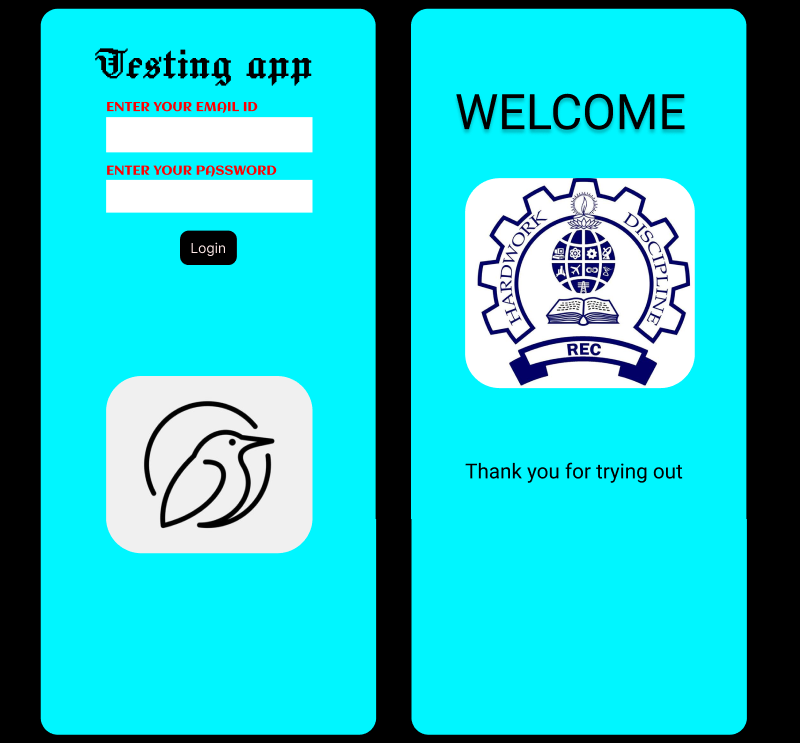 Testing app
ENTER YOUR EMAIL ID
ENTER YOUR PASSWORD
Login
WELCOME
HARDWORK
DISCIPLINE
REC
Thank you for trying out